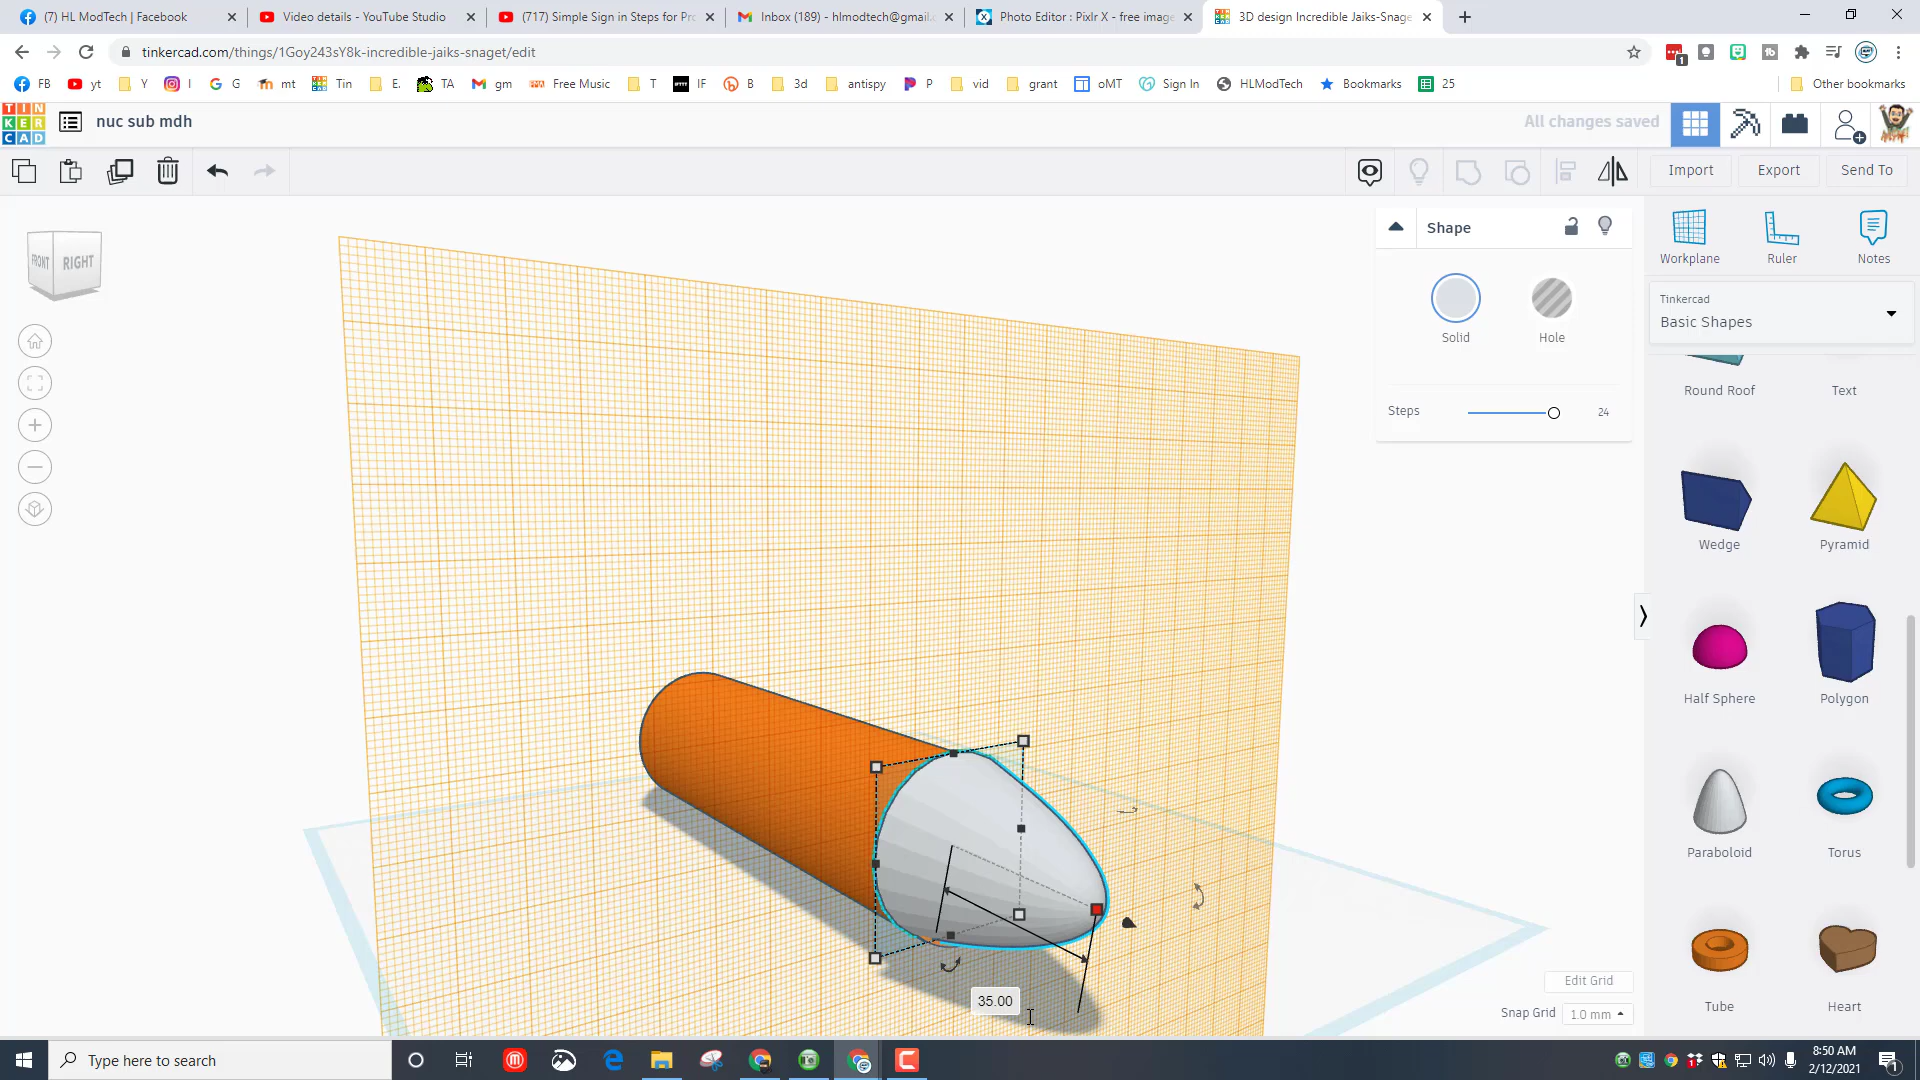 (7) HL ModTech | Facebook
Video details - YouTube Studio
(717) Simple Sign in Steps for Pro
Inbox (189) - hlmodtech@gmail.c
Photo Editor : Pixlr X - free image
3D design Incredible Jaiks-Snage
tinkercad.com/things/1Goy243sY8k-incredible-jaiks-snaget/edit
1
FB
yt
Y
I
G
mt
Tin
E.
TA
gm
Free Music
T
IF
B
3d
antispy
P
vid
grant
oMT
Sign In
HLModTech
Bookmarks
25
Other bookmarks
TIN
KER
CAD
nuc sub mdh
All changes saved
Import
Export
Send To
FRONT
RIGHT
Shape
Solid
Hole
Steps
24
Workplane
Ruler
Notes
Tinkercad
Basic Shapes
Round Roof
Text
Wedge
Pyramid
Half Sphere
Polygon
Paraboloid
Torus
Tube
Heart
35.00
Edit Grid
Snap Grid
1.0 mm
Type here to search
8:50 AM
2/12/2021
1